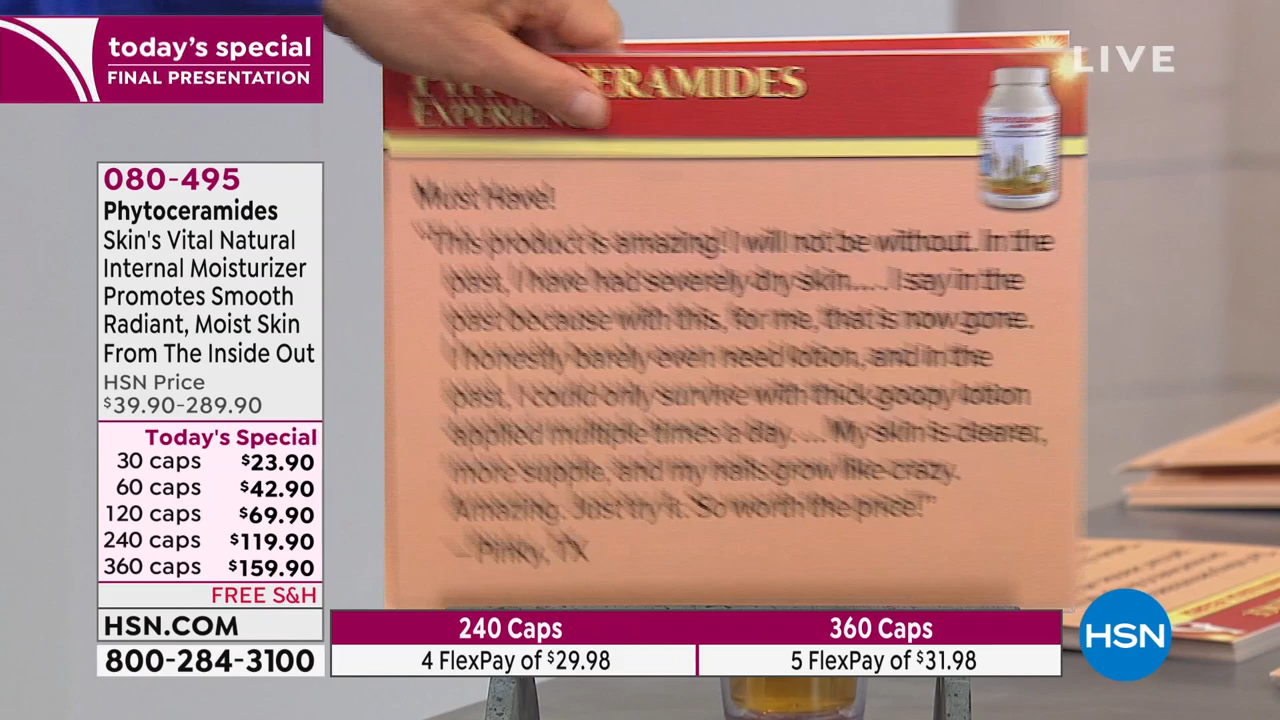 today's special
FINAL PRESENTATION
LIVE
080-495
Phytoceramides
Skin's Vital Natural
Internal Moisturizer
Promotes Smooth
Radiant, Moist Skin
From The Inside Out
HSN Price
$39.90-289.90
Today's Special
30 caps $23.90
60 caps $42.90
120 caps $69.90
240 caps $119.90
360 caps $159.90
FREE S&H
HSN.COM
800-284-3100
Must Have!
"This product is amazing! I will not be without. In the
past, I have had severely dry skin.... I say in the
past because with this, for me, that is now gone.
I honestly barely even need lotion, and in the
past, I could only survive with thick goopy lotion
applied multiple times a day.... My skin is clearer,
more supple, and my nails grow like crazy.
Amazing. Just try it. So worth the price!"
- Pinky, TX
240 Caps
4 FlexPay of $29.98
360 Caps
5 FlexPay of $31.98
HSN